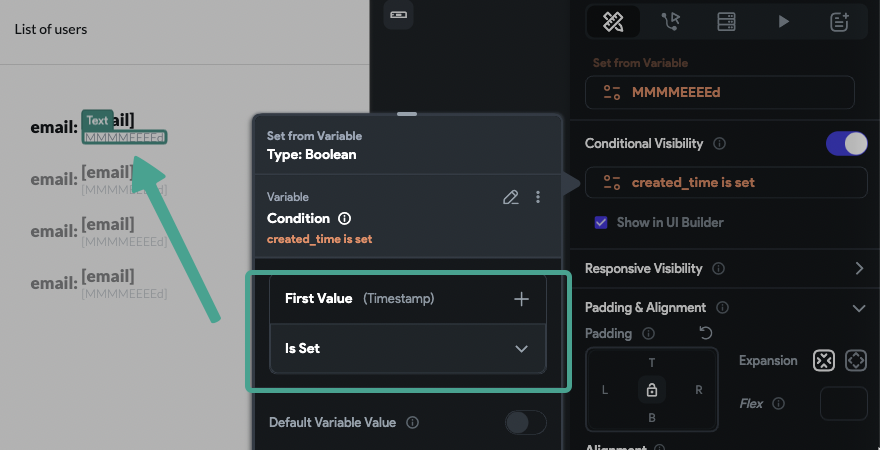 List of users
email:
Text
ail]
[MMMMEEEEd]
email: [email]
[MMMMEEEEd]
email: [email]
[MMMMEEEEd]
email: [email]
[MMMMEEEEd]
Set from Variable
Type: Boolean
Variable
Condition
created_time is set
First Value (Timestamp)
Is Set
Default Variable Value
Set from Variable
MMMMEEEEd
Conditional Visibility
created_time is set
Show in UI Builder
Responsive Visibility
Padding & Alignment
Padding
T
L
R
B
Expansion
Flex
Alignment